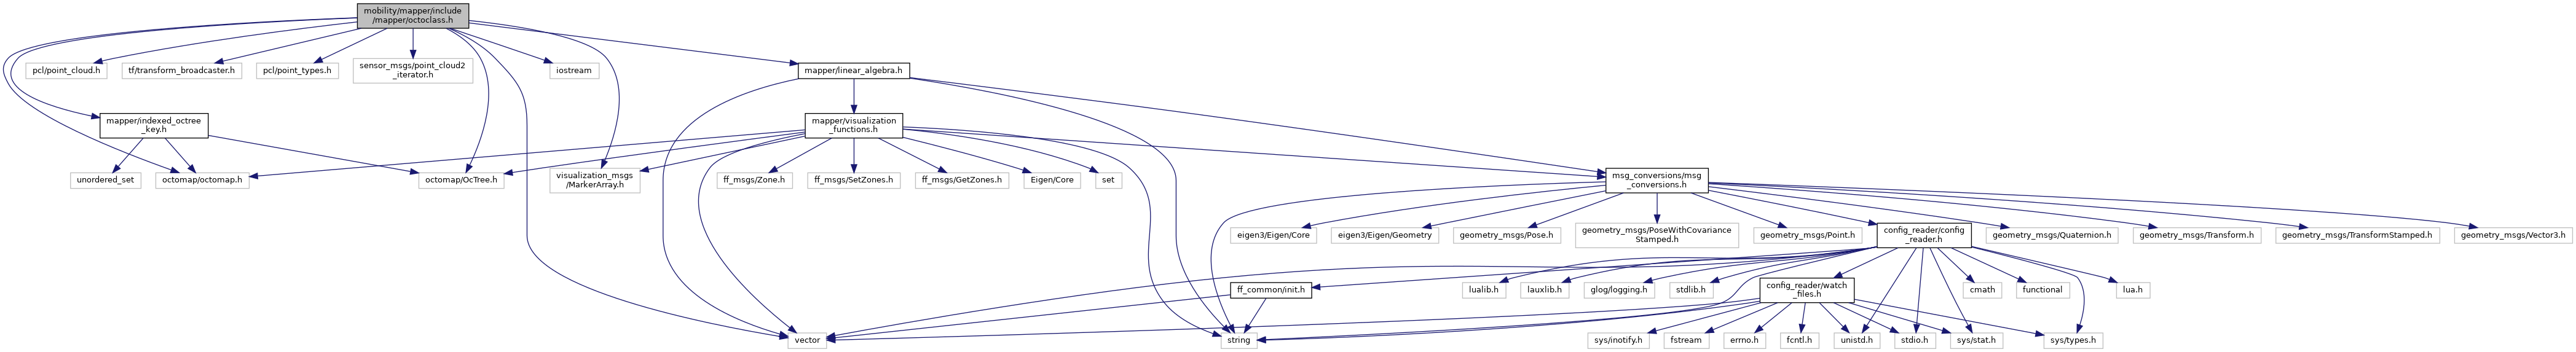 mobility/mapper/include
/mapper/octoclass.h
pcl/point_cloud.h
tf/transform_broadcaster.h
pcl/point_types.h
sensor_msgs/point_cloud2
_iterator.h
iostream
mapper/linear_algebra.h
mapper/indexed_octree
_key.h
mapper/visualization
_functions.h
unordered_set
octomap/octomap.h
octomap/OcTree.h
visualization_msgs
/MarkerArray.h
ff_msgs/Zone.h
ff_msgs/SetZones.h
ff_msgs/GetZones.h
Eigen/Core
set
msg_conversions/msg
_conversions.h
eigen3/Eigen/Core
eigen3/Eigen/Geometry
geometry_msgs/Pose.h
geometry_msgs/PoseWithCovariance
Stamped.h
geometry_msgs/Point.h
config_reader/config
_reader.h
geometry_msgs/Quaternion.h
geometry_msgs/Transform.h
geometry_msgs/TransformStamped.h
geometry_msgs/Vector3.h
ff_common/init.h
lualib.h
lauxlib.h
glog/logging.h
stdlib.h
config_reader/watch
_files.h
cmath
functional
lua.h
vector
string
sys/inotify.h
fstream
errno.h
fcntl.h
unistd.h
stdio.h
sys/stat.h
sys/types.h